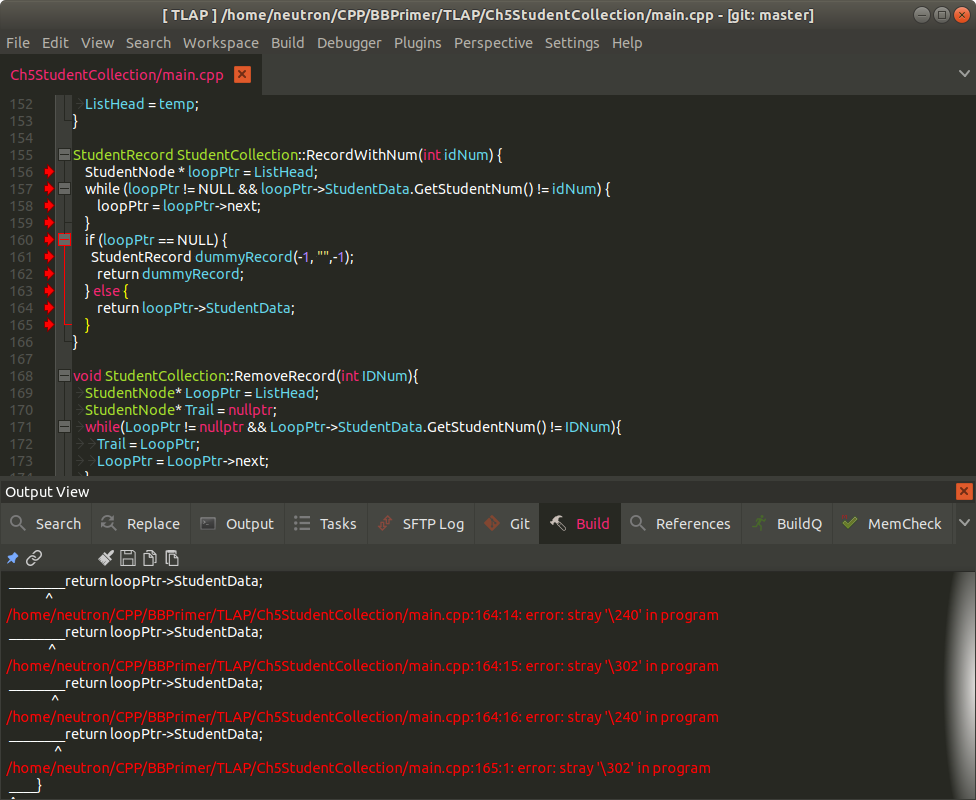 [ TLAP ] /home/neutron/CPP/BBPrimer/TLAP/Ch5StudentCollection/main.cpp - [git: master]
File Edit View Search Workspace Build Debugger Plugins Perspective Settings Help
Ch5StudentCollection/main.cpp
152 ListHead = temp;
153 }
154
155 StudentRecord StudentCollection::RecordWithNum(int idNum) {
156 StudentNode * loopPtr = ListHead;
157 while (loopPtr != NULL && loopPtr->StudentData.GetStudentNum() != idNum) {
158 loopPtr = loopPtr->next;
159 }
160 if (loopPtr == NULL) {
161 StudentRecord dummyRecord(-1, "",-1);
162 return dummyRecord;
163 } else {
164 return loopPtr->StudentData;
165 }
166 }
167
168 void StudentCollection::RemoveRecord(int IDNum){
169 StudentNode* LoopPtr = ListHead;
170 StudentNode* Trail = nullptr;
171 while(LoopPtr != nullptr && LoopPtr->StudentData.GetStudentNum() != IDNum){
172 Trail = LoopPtr;
173 LoopPtr = LoopPtr->next;
Output View
Search Replace Output Tasks SFTP Log Git Build References BuildQ MemCheck
________return loopPtr->StudentData;
^
/home/neutron/CPP/BBPrimer/TLAP/Ch5StudentCollection/main.cpp:164:14: error: stray '\240' in program
________return loopPtr->StudentData;
^
/home/neutron/CPP/BBPrimer/TLAP/Ch5StudentCollection/main.cpp:164:15: error: stray '\302' in program
________return loopPtr->StudentData;
^
/home/neutron/CPP/BBPrimer/TLAP/Ch5StudentCollection/main.cpp:164:16: error: stray '\240' in program
________return loopPtr->StudentData;
^
/home/neutron/CPP/BBPrimer/TLAP/Ch5StudentCollection/main.cpp:165:1: error: stray '\302' in program
____}